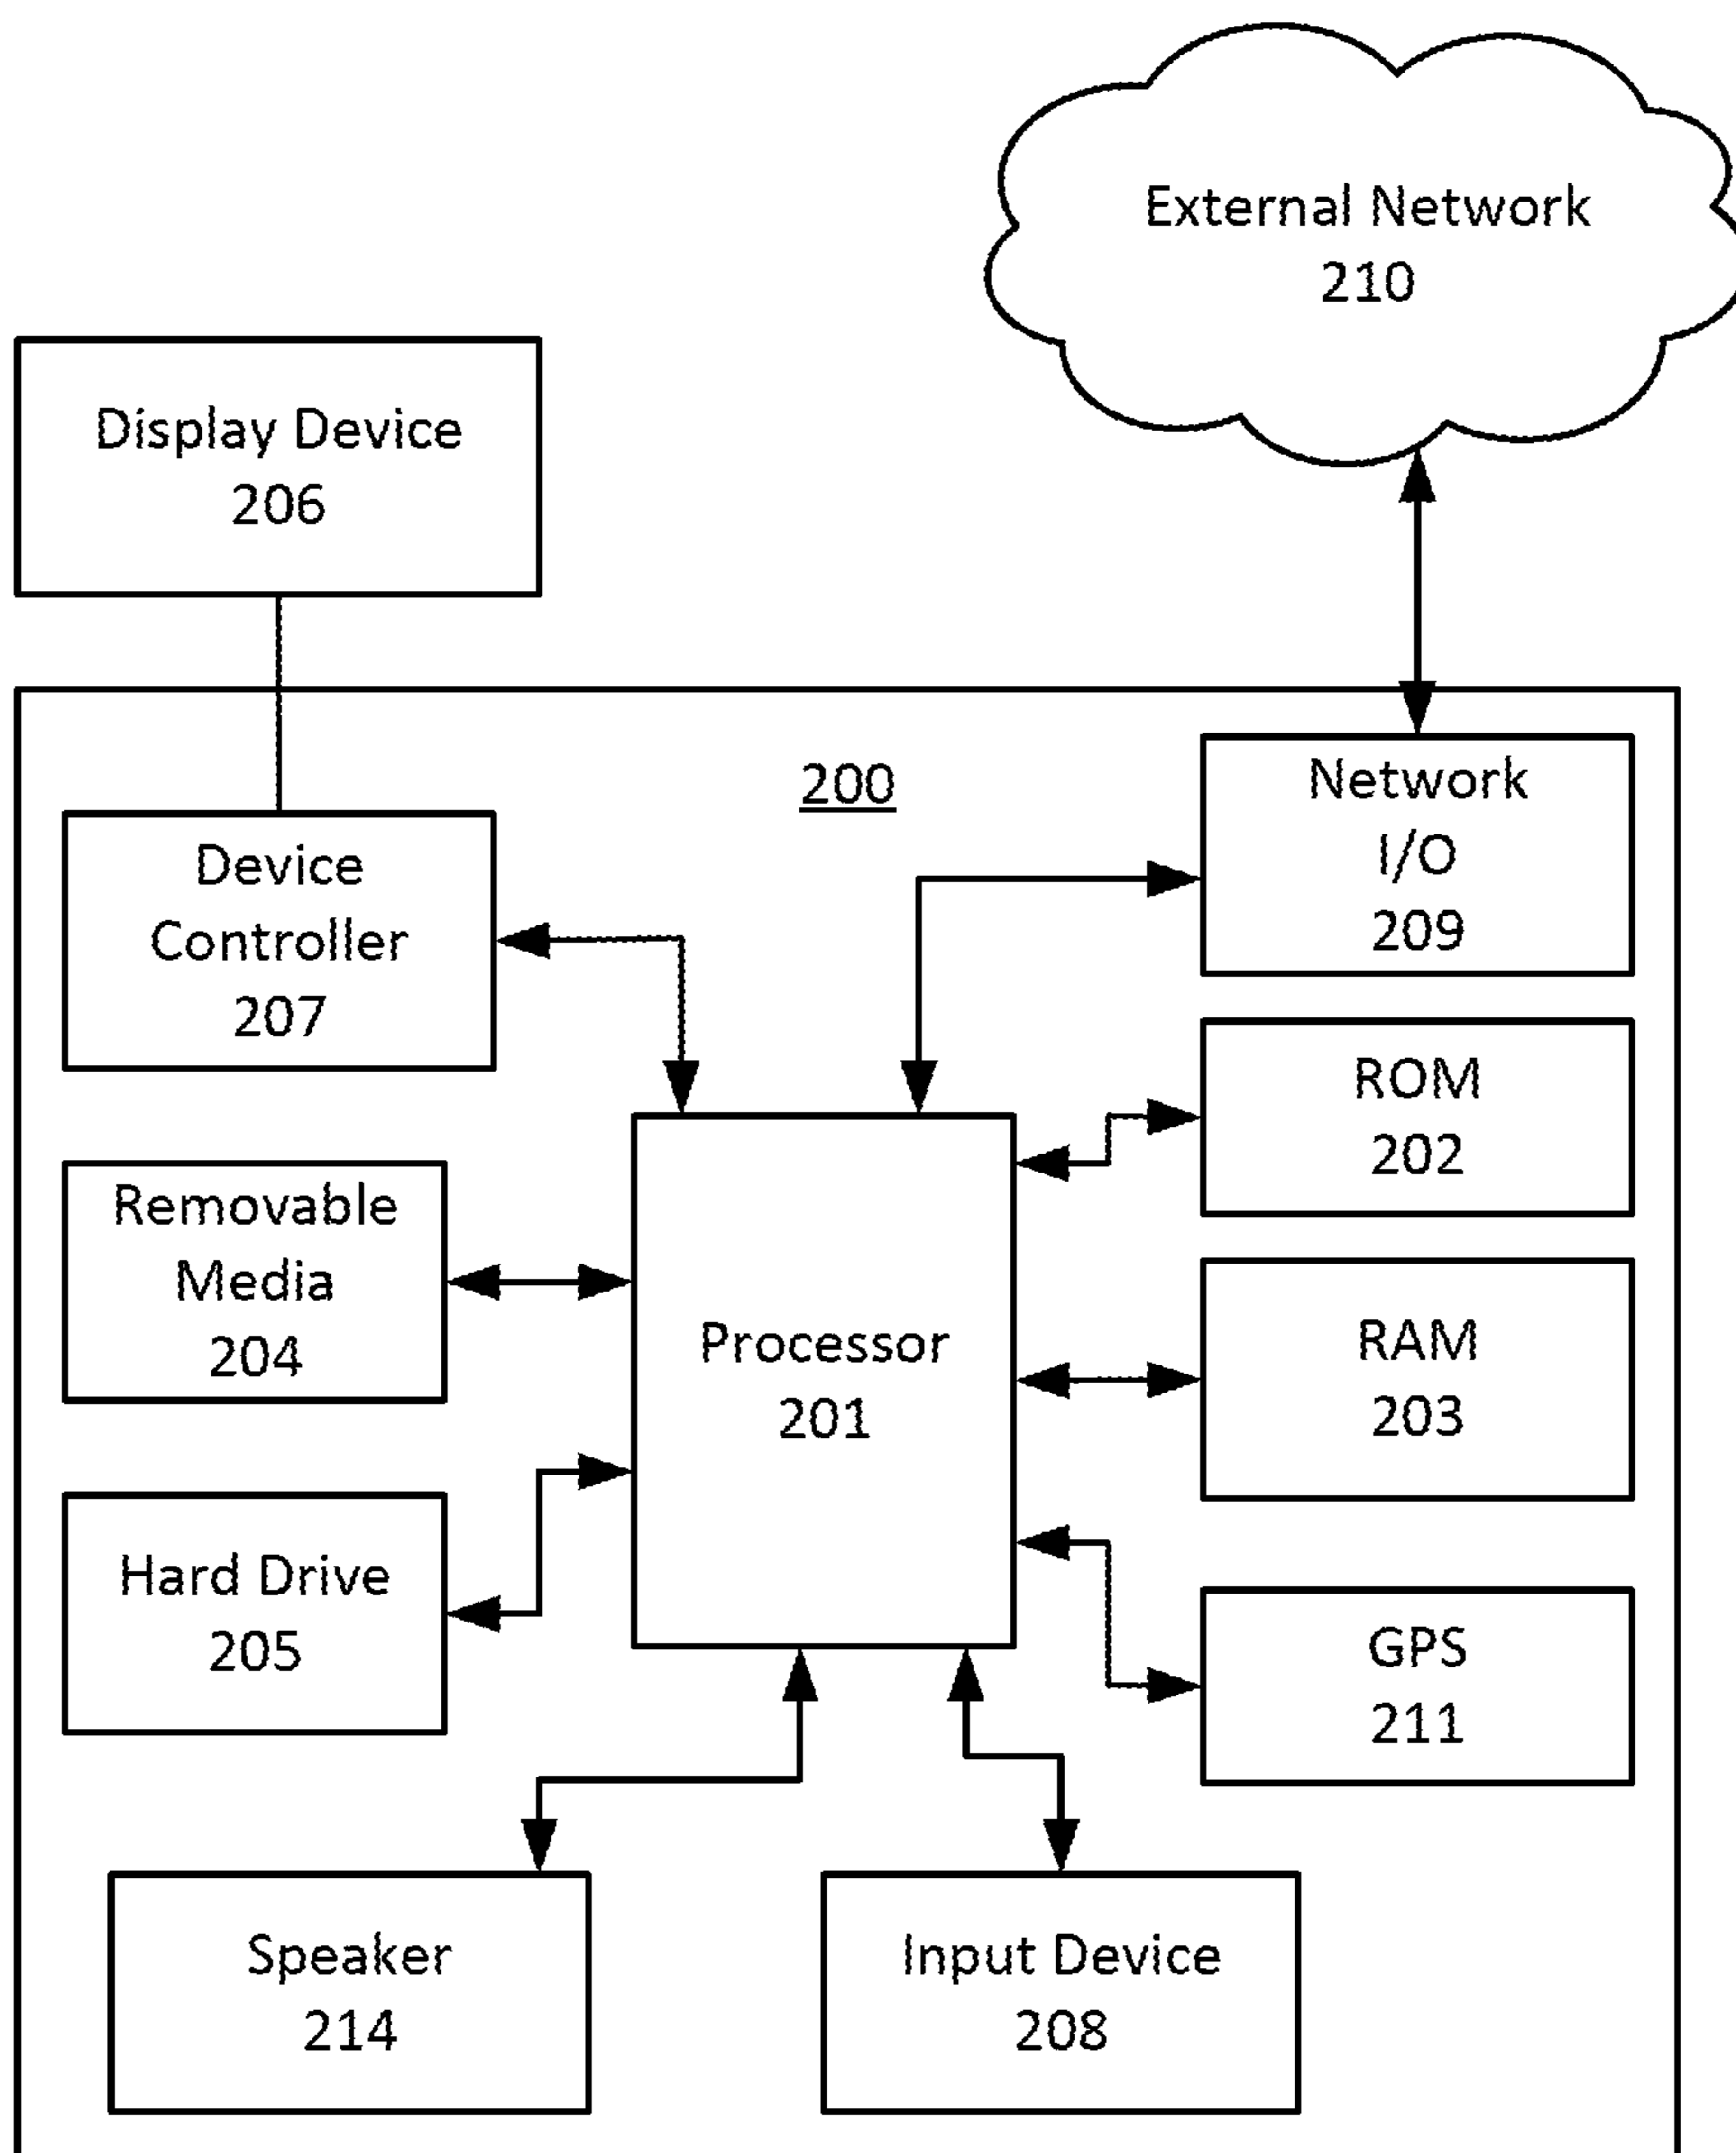 External Network
210
Display Device
206
200
Network
I/O
209
Device
Controller
207
ROM
202
Removable
Media
204
Processor
201
RAM
203
Hard Drive
205
GPS
211
Speaker
214
Input Device
208